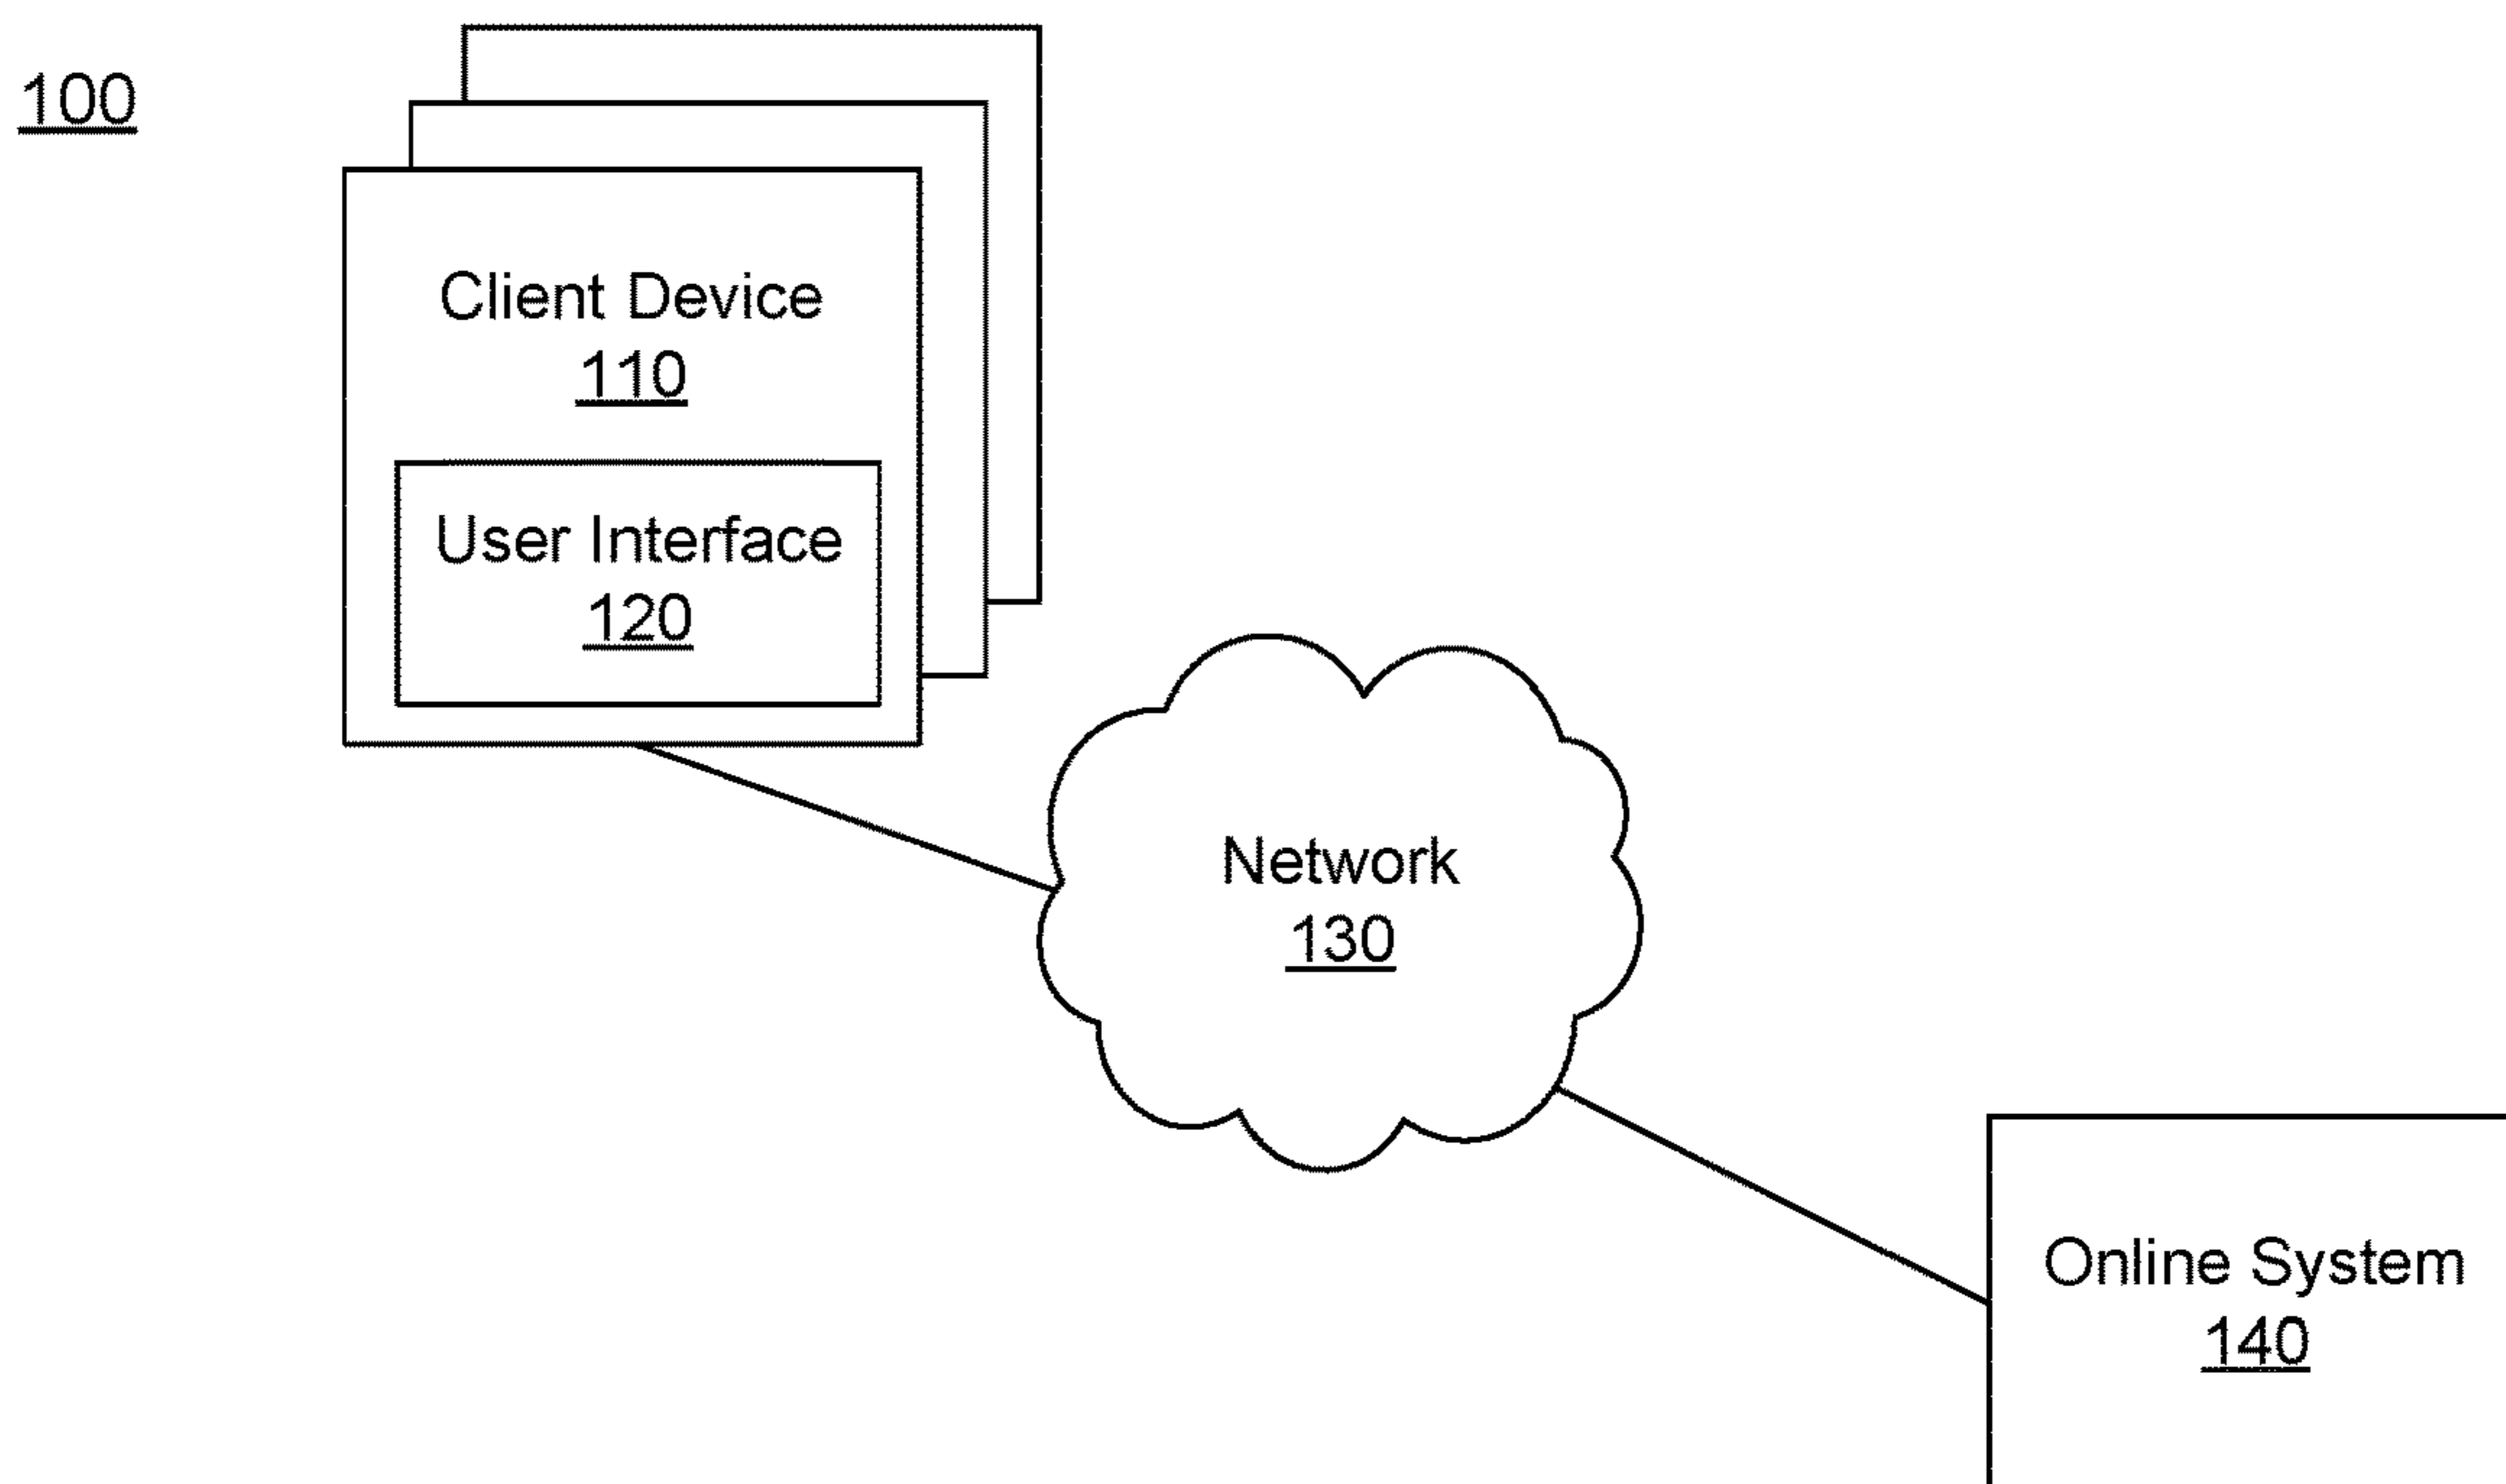 100
Client Device
110
User Interface
120
Network
130
Online System
140